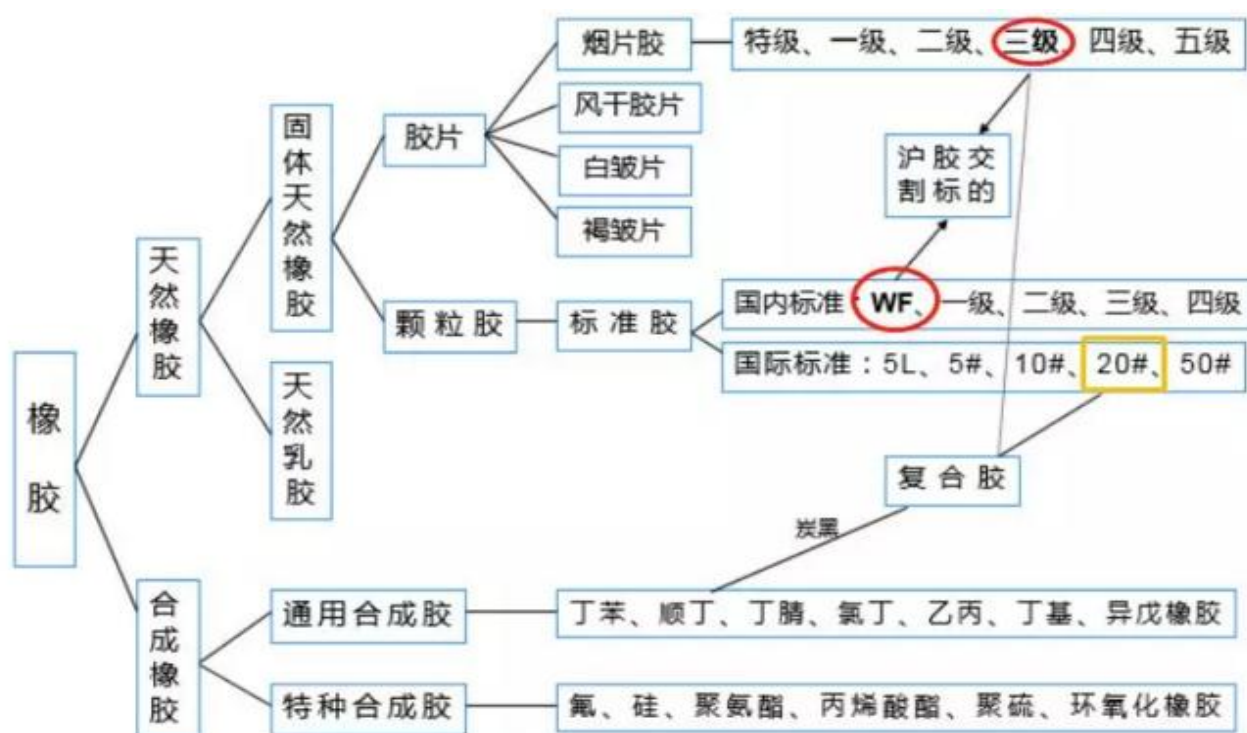 烟片胶
特级、一级、二级、三级、四级、五级
风干胶片
固体天然橡胶
胶片
沪胶交
割标的
白皱片
褐皱片
天然橡胶
国内标准：WF、一级、二级、三级、四级
颗粒胶
标准胶
国际标准：5L、5#、10#、20#、50#
橡胶
天然乳胶
复合胶
炭黑
合成橡胶
通用合成胶
丁苯、顺丁、丁腈、氯丁、乙丙、丁基、异戊橡胶
特种合成胶
氟、硅、聚氨酯、丙烯酸酯、聚硫、环氧化橡胶